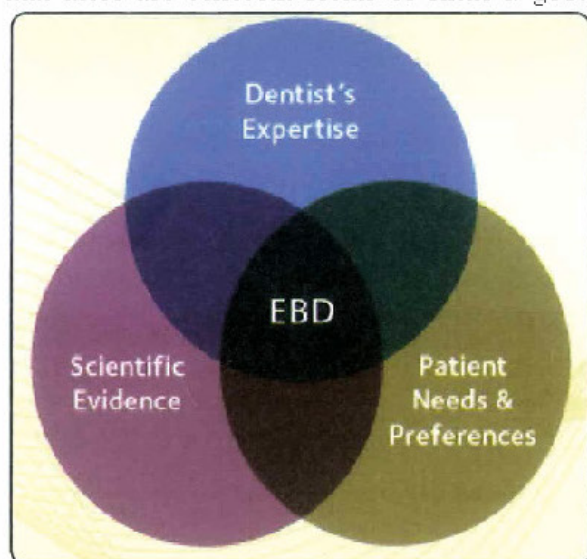 Dentist's
Expertise
EBD
Scientific
Evidence
Patient
Needs &
Preferences